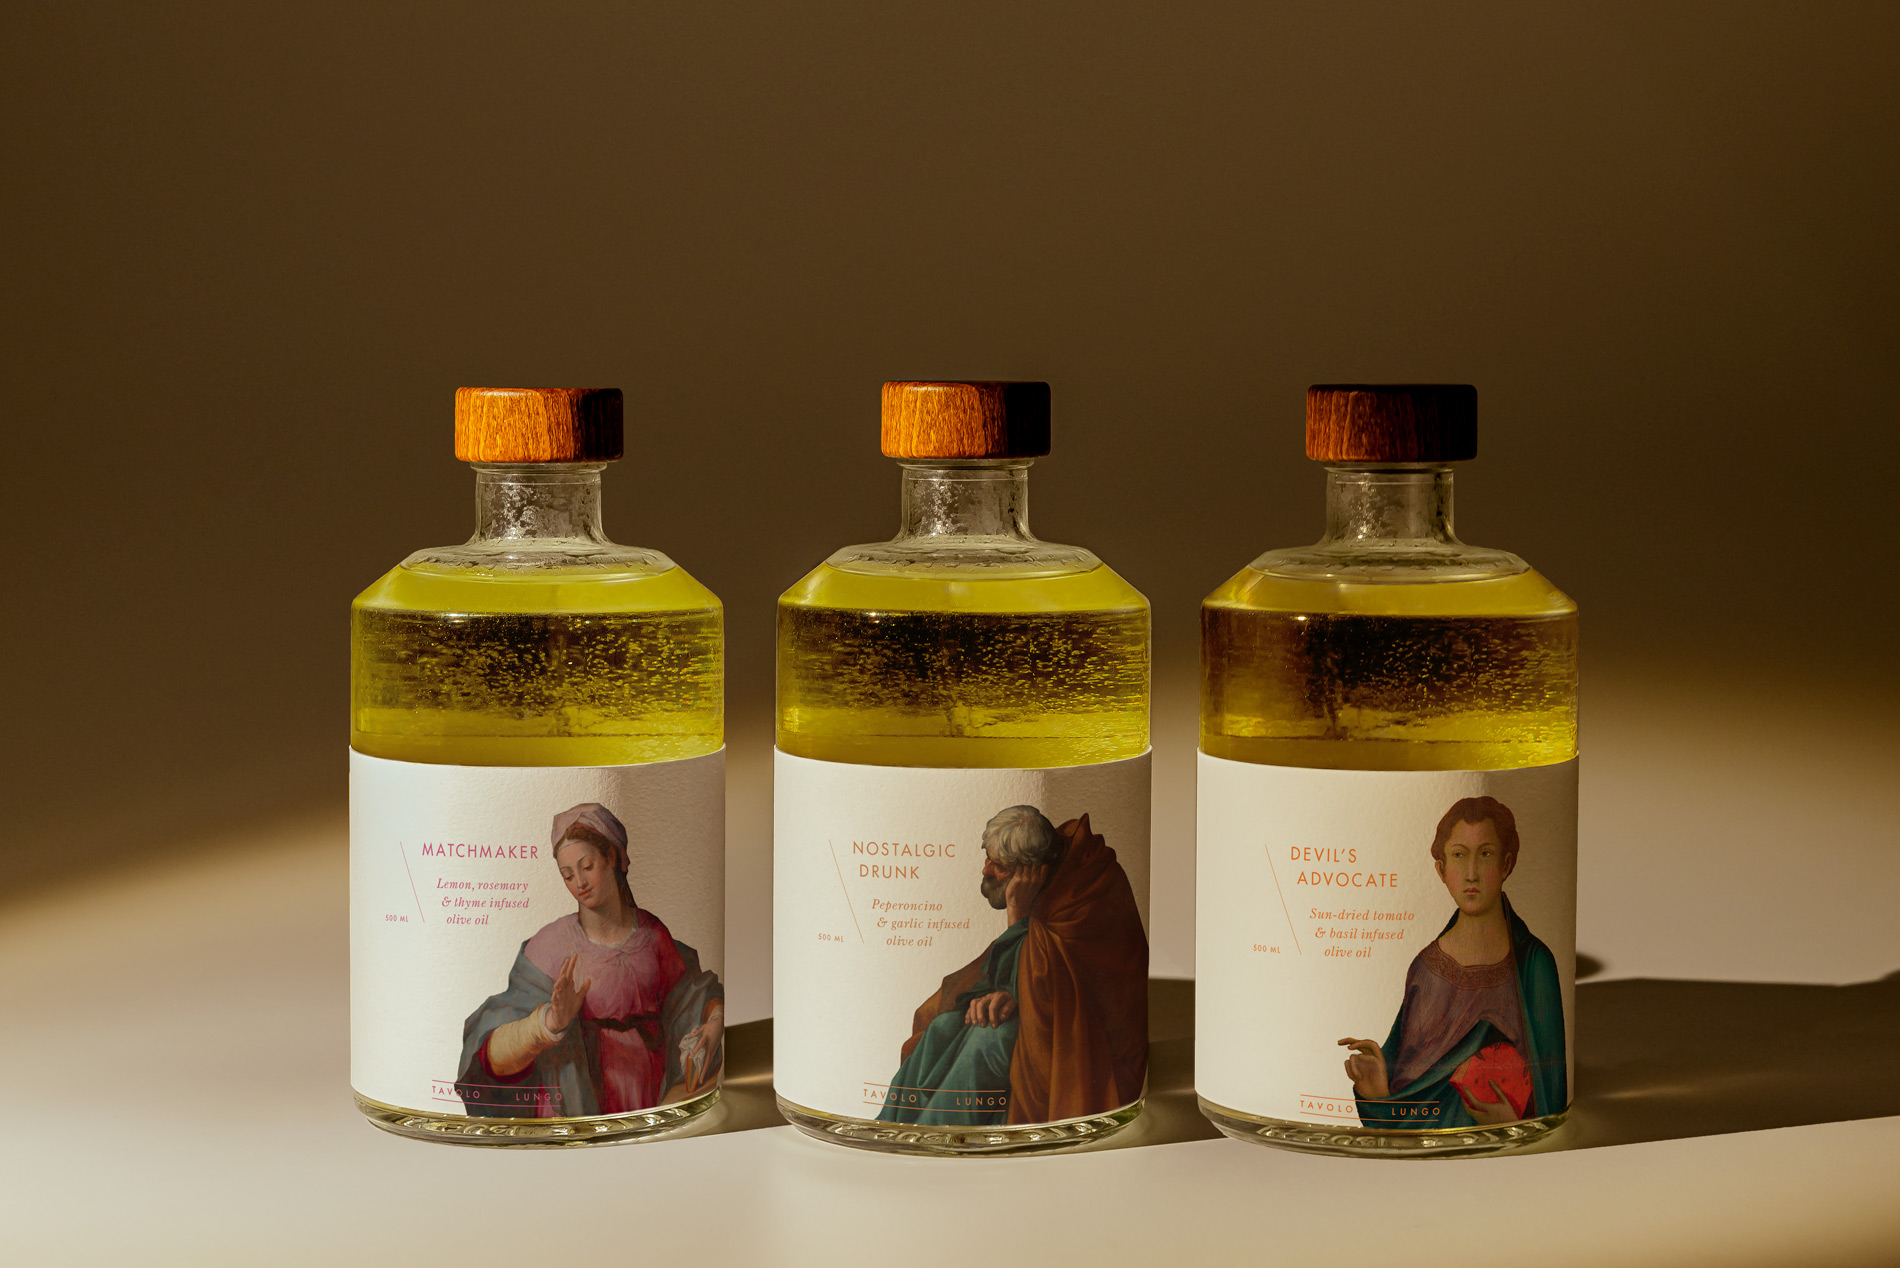 MATCHMAKER
Lemon, rosemary
& thyme infused
olive oil
500 ML
TAVOLO LUNGO
NOSTALGIC
DRUNK
Peperoncino
& garlic infused
olive oil
500 ML
TAVOLO LUNGO
DEVIL'S
ADVOCATE
Sun-dried tomato
& basil infused
olive oil
500 ML
TAVOLO LUNGO